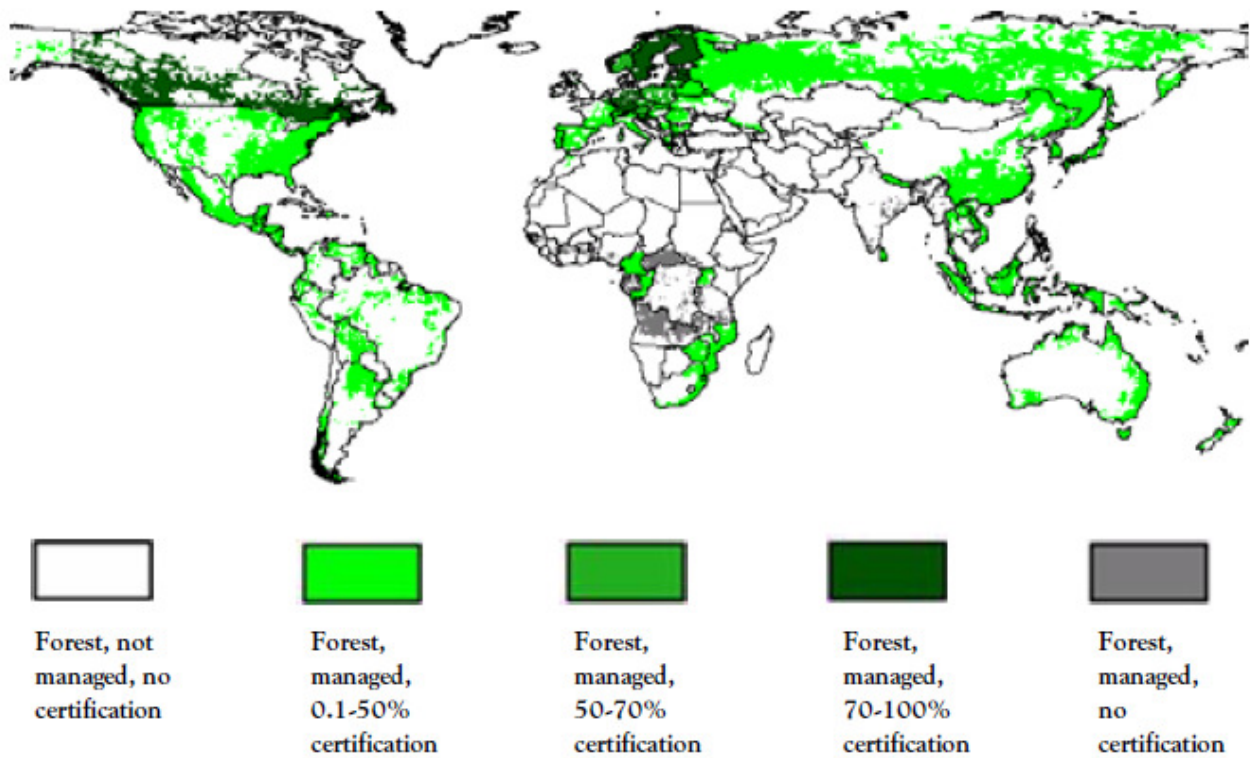 Forest, not
managed, no
certification
Forest,
managed,
0.1-50%
certification
Forest,
managed,
50-70%
certification
Forest,
managed,
70-100%
certification
Forest,
managed,
no
certification